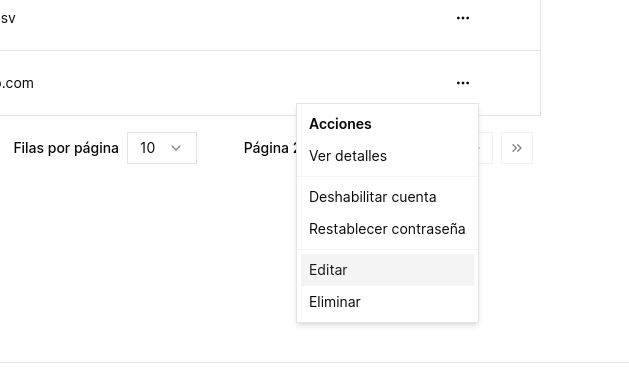 sv
.com
Filas por página
10
Página 2
Acciones
Ver detalles
Deshabilitar cuenta
Restablecer contraseña
Editar
Eliminar